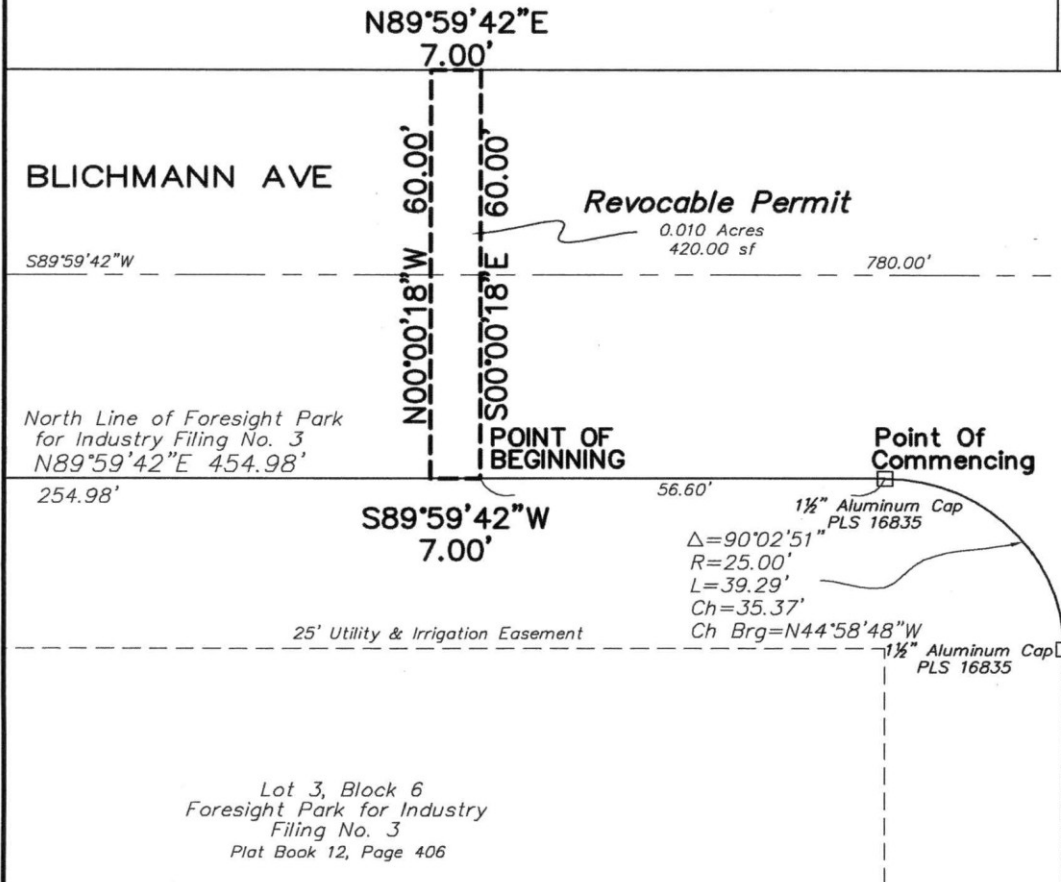 N89°59'42"E
7.00'
BLICHMANN AVE
N00°00'18"W 60.00'
S00°00'18"E 60.00'
Revocable Permit
0.010 Acres
420.00 sf
S89°59'42"W
780.00'
North Line of Foresight Park
for Industry Filing No. 3
N89°59'42"E 454.98'
254.98'
POINT OF
BEGINNING
Point Of
Commencing
56.60'
1½" Aluminum Cap
PLS 16835
S89°59'42"W
7.00'
Δ=90°02'51"
R=25.00'
L=39.29'
Ch=35.37'
Ch Brg=N44°58'48"W
25' Utility & Irrigation Easement
1½" Aluminum Cap
PLS 16835
Lot 3, Block 6
Foresight Park for Industry
Filing No. 3
Plat Book 12, Page 406